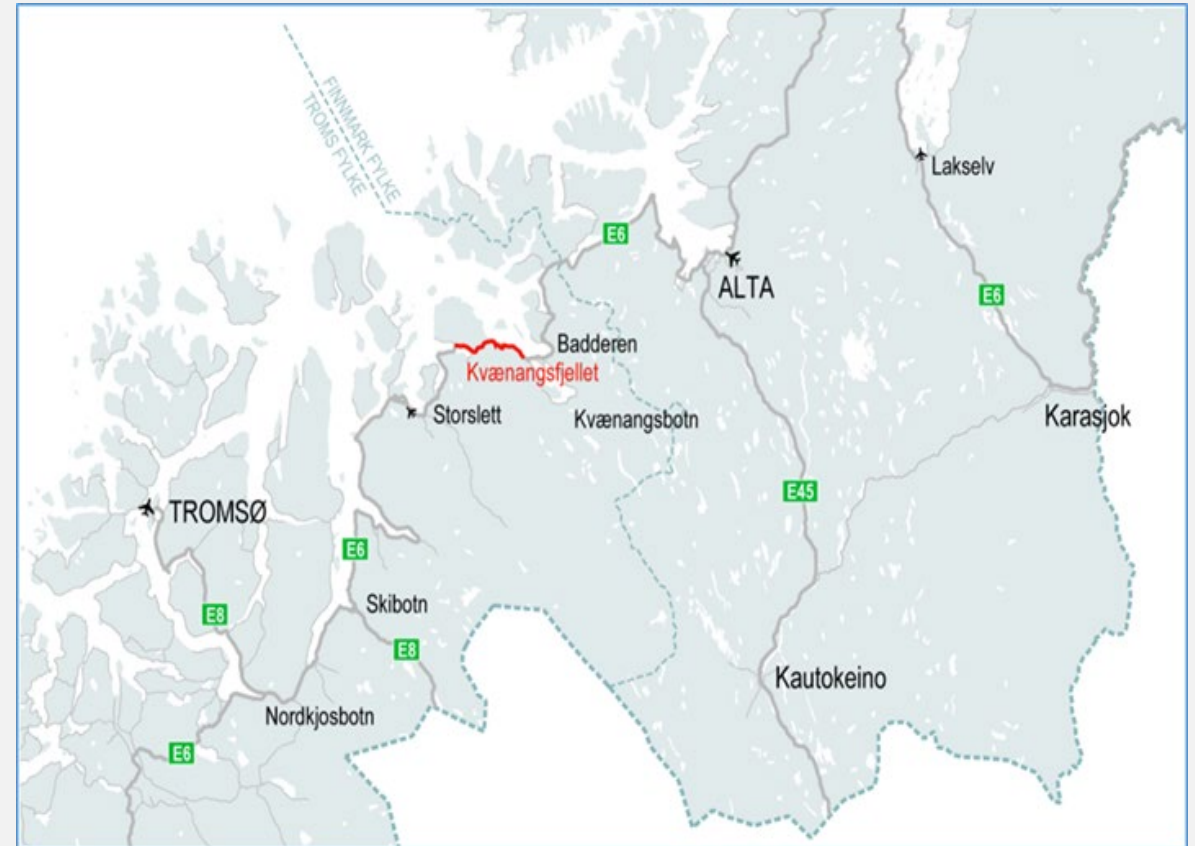 FINNMARK FYLKE
TROMS FYLKE
Lakselv
E6
ALTA
E6
Badderen
Kvænangsfjellet
Storslett
Kvænangsbotn
Karasjok
E45
TROMSØ
E6
Skibotn
E8
E8
Kautokeino
Nordkjosbotn
E6